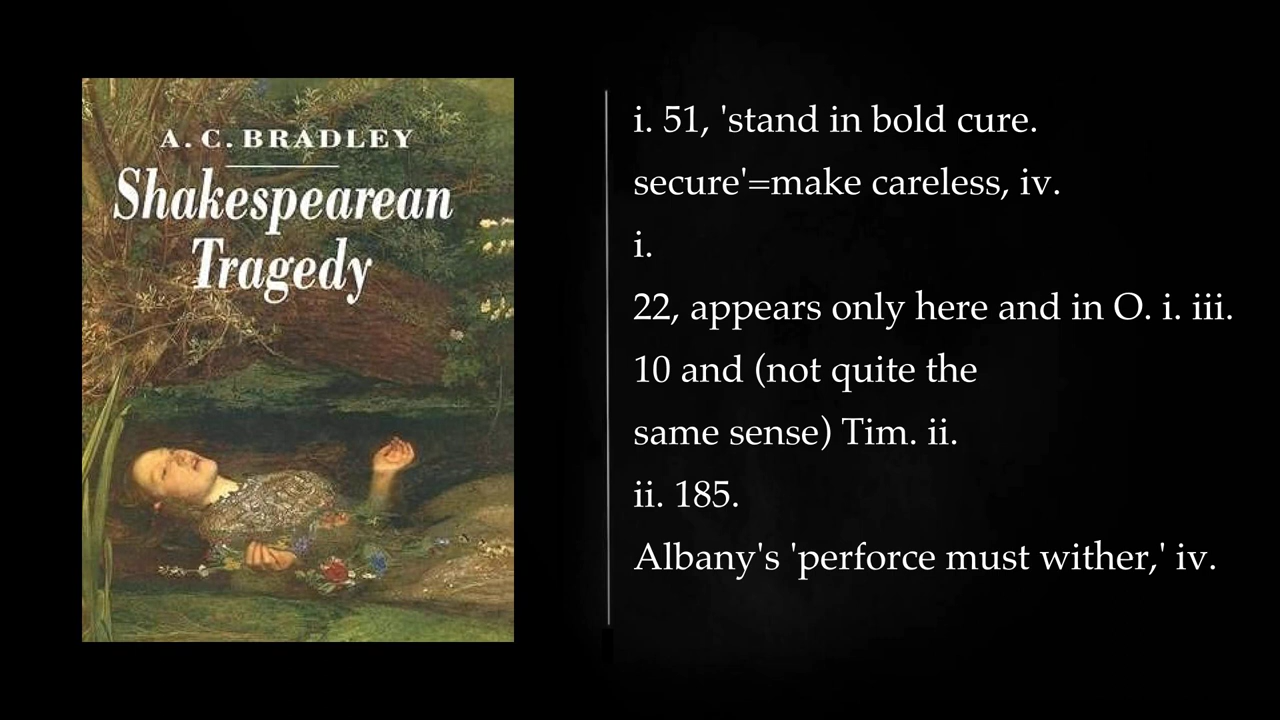 A. C. BRADLEY
Shakespearean
Tragedy
i. 51, 'stand in bold cure.
secure'=make careless, iv.
i.
22, appears only here and in O. i. iii.
10 and (not quite the
same sense) Tim. ii.
ii. 185.
Albany's 'perforce must wither,' iv.